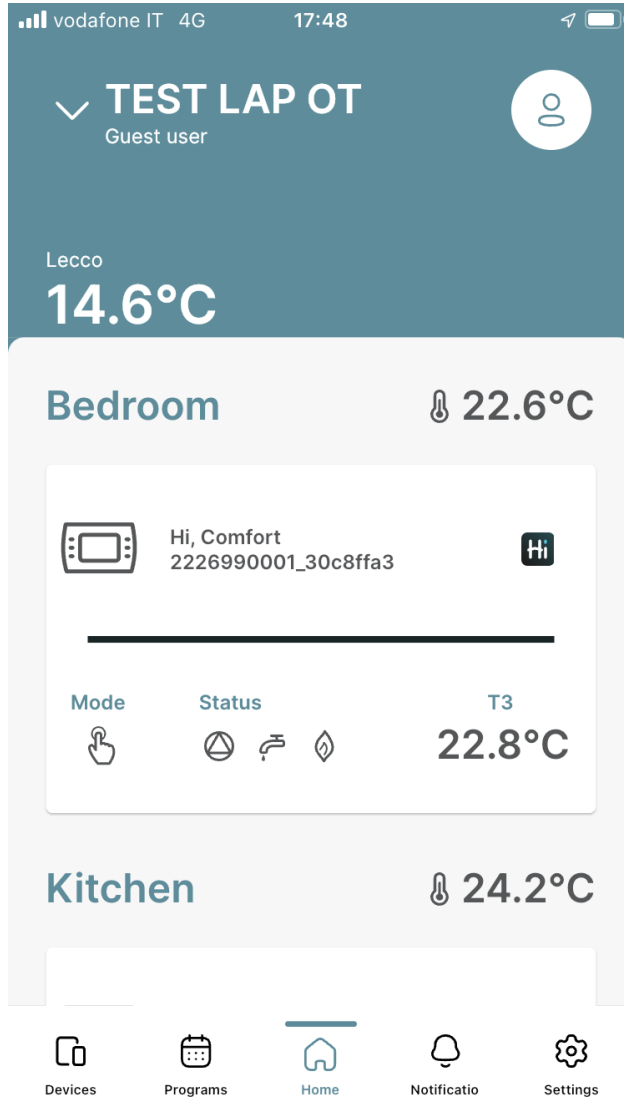 vodafone IT 4G 17:48
TEST LAP OT
Guest user
Lecco
14.6°C
Bedroom 22.6°C
Hi, Comfort
2226990001_30c8ffa3
Hi
Mode Status T3
22.8°C
Kitchen 24.2°C
Devices Programs Home Notificatio Settings